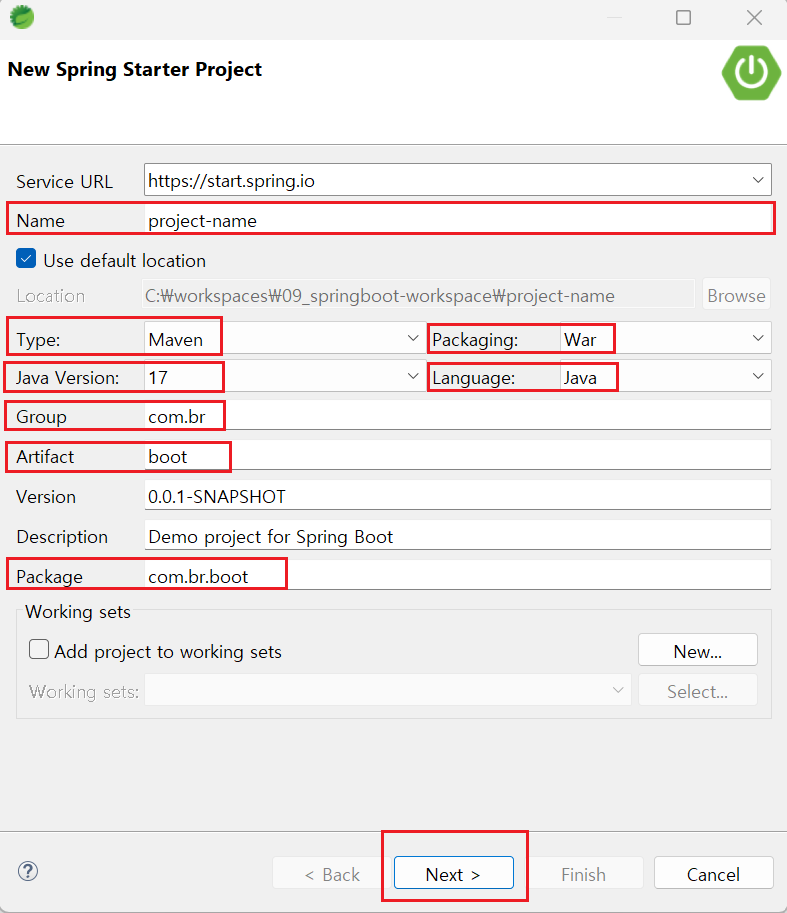 New Spring Starter Project
Service URL https://start.spring.io
Name project-name
Use default location
Location C:₩workspaces₩09_springboot-workspace₩project-name Browse
Type: Maven Packaging: War
Java Version: 17 Language: Java
Group com.br
Artifact boot
Version 0.0.1-SNAPSHOT
Description Demo project for Spring Boot
Package com.br.boot
Working sets
Add project to working sets New...
Working sets: Select...
? < Back Next > Finish Cancel